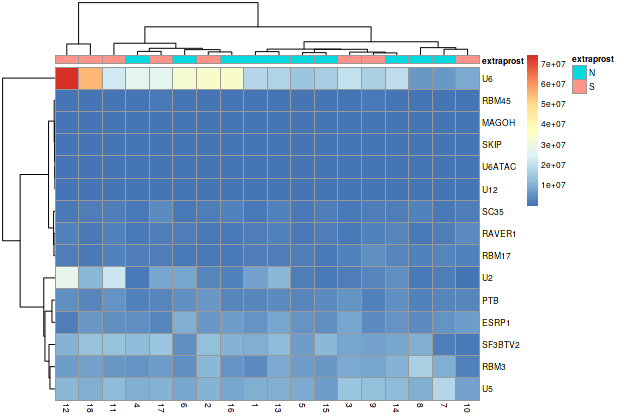 extraprost
extraprost
U6
7e+07
N
6e+07
S
RBM45
5e+07
MAGOH
4e+07
SKIP
3e+07
U6ATAC
2e+07
U12
1e+07
SC35
RAVER1
RBM17
U2
PTB
ESRP1
SF3BTV2
RBM3
U5
12 18 11 4 17 6 2 16 1 13 5 15 3 9 14 8 7 10